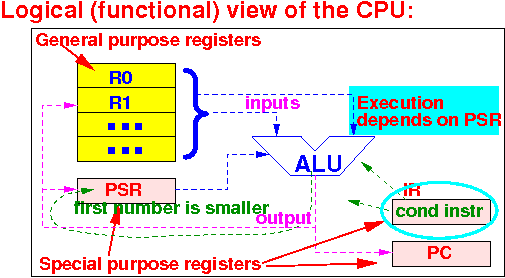 Logical (functional) view of the CPU:
General purpose registers
R0
R1
inputs
Execution
depends on PSR
ALU
PSR
IR
first number is smaller
output
cond instr
PC
Special purpose registers